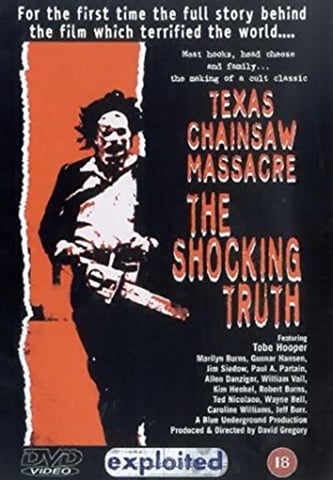 For the first time the full story behind
the film which terrified the world....
Meat hooks, head cheese
and family...
the making of a cult classic
TEXAS
CHAINSAW
MASSACRE
THE
SHOCKING
TRUTH
Featuring
Tobe Hooper
Marilyn Burns, Gunnar Hansen,
Jim Siedow, Paul A. Partain,
Allen Danziger, William Vail,
Kim Henkel, Robert Burns,
Ted Nicolaou, Wayne Bell,
Caroline Williams, Jeff Burr.
A Blue Underground Production
Produced & Directed by David Gregory
DVD
VIDEO
exploited
18